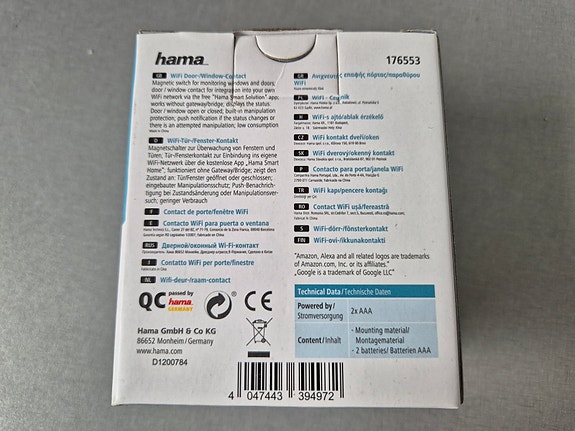 hama
176553
GB WiFi Door-/Window-Contact
Magnetic switch for monitoring windows and doors;
door / window contact for integration into your own
WiFi network via the free "Hama Smart Solution" app;
works without gateway/bridge; displays the status:
Door / window open or closed; built-in obstruction
protection; push notification if the status changes or
there is an attempted manipulation; low consumption
Made in China
D WiFi-Tür-/Fenster-Kontakt
Magnetschalter zur Überwachung von Fenstern und
Türen; Tür-/Fensterkontakt zur Einbindung ins eigene
WiFi-Netzwerk über die kostenlose App „Hama Smart
Home"; funktioniert ohne Gateway/Bridge; zeigt den
Zustand an: Tür/Fenster geöffnet oder geschlossen;
eingebauter Manipulationsschutz; Push-Benachrich-
tigung bei Zustandsänderung oder Manipulationsver-
such; geringer Verbrauch
F Contact de porte/fenêtre WiFi
E Contacto WiFi para puerta o ventana
RUS Дверной/оконный Wi-Fi-контакт
I Contatto WiFi per porte/finestre
Fabbricato in Cina
NL Wifi-deur-/raam-contact
GR Ανιχνευτής επαφής πόρτας/παραθύρου
WiFi
PL WiFi -
H WiFi-s ajtó/ablak érzékelő
CZ WiFi kontakt dveří/oken
SK WiFi dverový/okenný kontakt
P Contacto para porta/janela WiFi
TR WiFi kapı/pencere kontağı
RO Contact WiFi ușă/fereastră
S WiFi-dörr-/fönsterkontakt
FIN WiFi-ovi-/ikkunakontakti
"Amazon, Alexa and all related logos are trademarks
of Amazon.com, Inc. or its affiliates."
„Google is a trademark of Google LLC"
Technical Data/Technische Daten
Powered by/
Stromversorgung
2x AAA
Content/Inhalt
- Mounting material/
Montagematerial
- 2 batteries/ Batterien AAA
QC passed by
hama
GERMANY
CE
Hama GmbH & Co KG
86652 Monheim/Germany
www.hama.com
D1200784
4 047443 394972